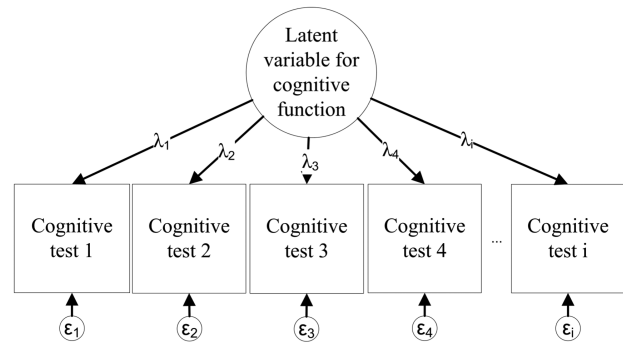 Latent
variable for
cognitive
function
λ1
λ2
λ3
λ4
λi
Cognitive
test 1
Cognitive
test 2
Cognitive
test 3
Cognitive
test 4
...
Cognitive
test i
ε1
ε2
ε3
ε4
εi